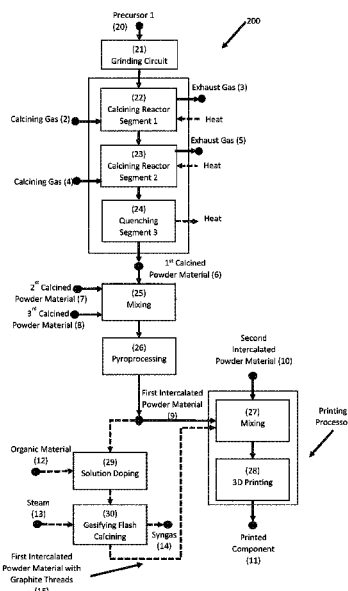 Precursor 1
(20)
200
(21)
Grinding Circuit
(22)
Calcining Reactor
Segment 1
Exhaust Gas (3)
Calcining Gas (2)
Heat
(23)
Calcining Reactor
Segment 2
Exhaust Gas (5)
Heat
Calcining Gas (4)
(24)
Quenching
Segment 3
Heat
1st Calcined
Powder Material (6)
2st Calcined
Powder Material (7)
3rd Calcined
Powder Material (8)
(25)
Mixing
(26)
Pyroprocessing
Second
Intercalated
Powder Material (10)
First Intercalated
Powder Material
(9)
(27)
Mixing
Printing
Processo
(28)
3D Printing
Organic Material
(12)
(29)
Solution Doping
Steam
(13)
(30)
Gasifying Flash
Calcining
Syngas
(14)
Printed
Component
(11)
First Intercalated
Powder Material with
Graphite Threads
(15)